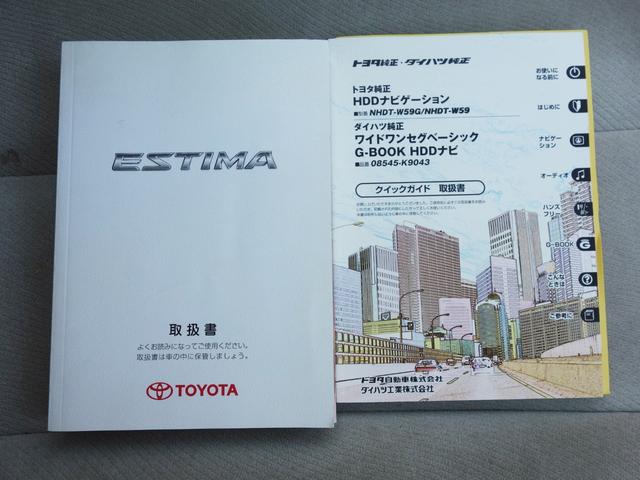 ESTIMA
取扱書
よくお読みになってご使用ください。
取扱書は車の中に保管しましょう。
TOYOTA
トヨタ純正・ダイハツ純正
トヨタ純正
HDDナビゲーション
■型番 NHDT-W59G/NHDT-W59
ダイハツ純正
ワイドワンセグベーシック
G-BOOK HDDナビ
■品番 08545-K9043
クイックガイド 取扱書
お使いに
なる前に
はじめに
ナビゲー
ション
オーディオ
ハンズ
フリー
G-BOOK
こんな
ときは
ご参考に
トヨタ自動車株式会社
ダイハツ工業株式会社